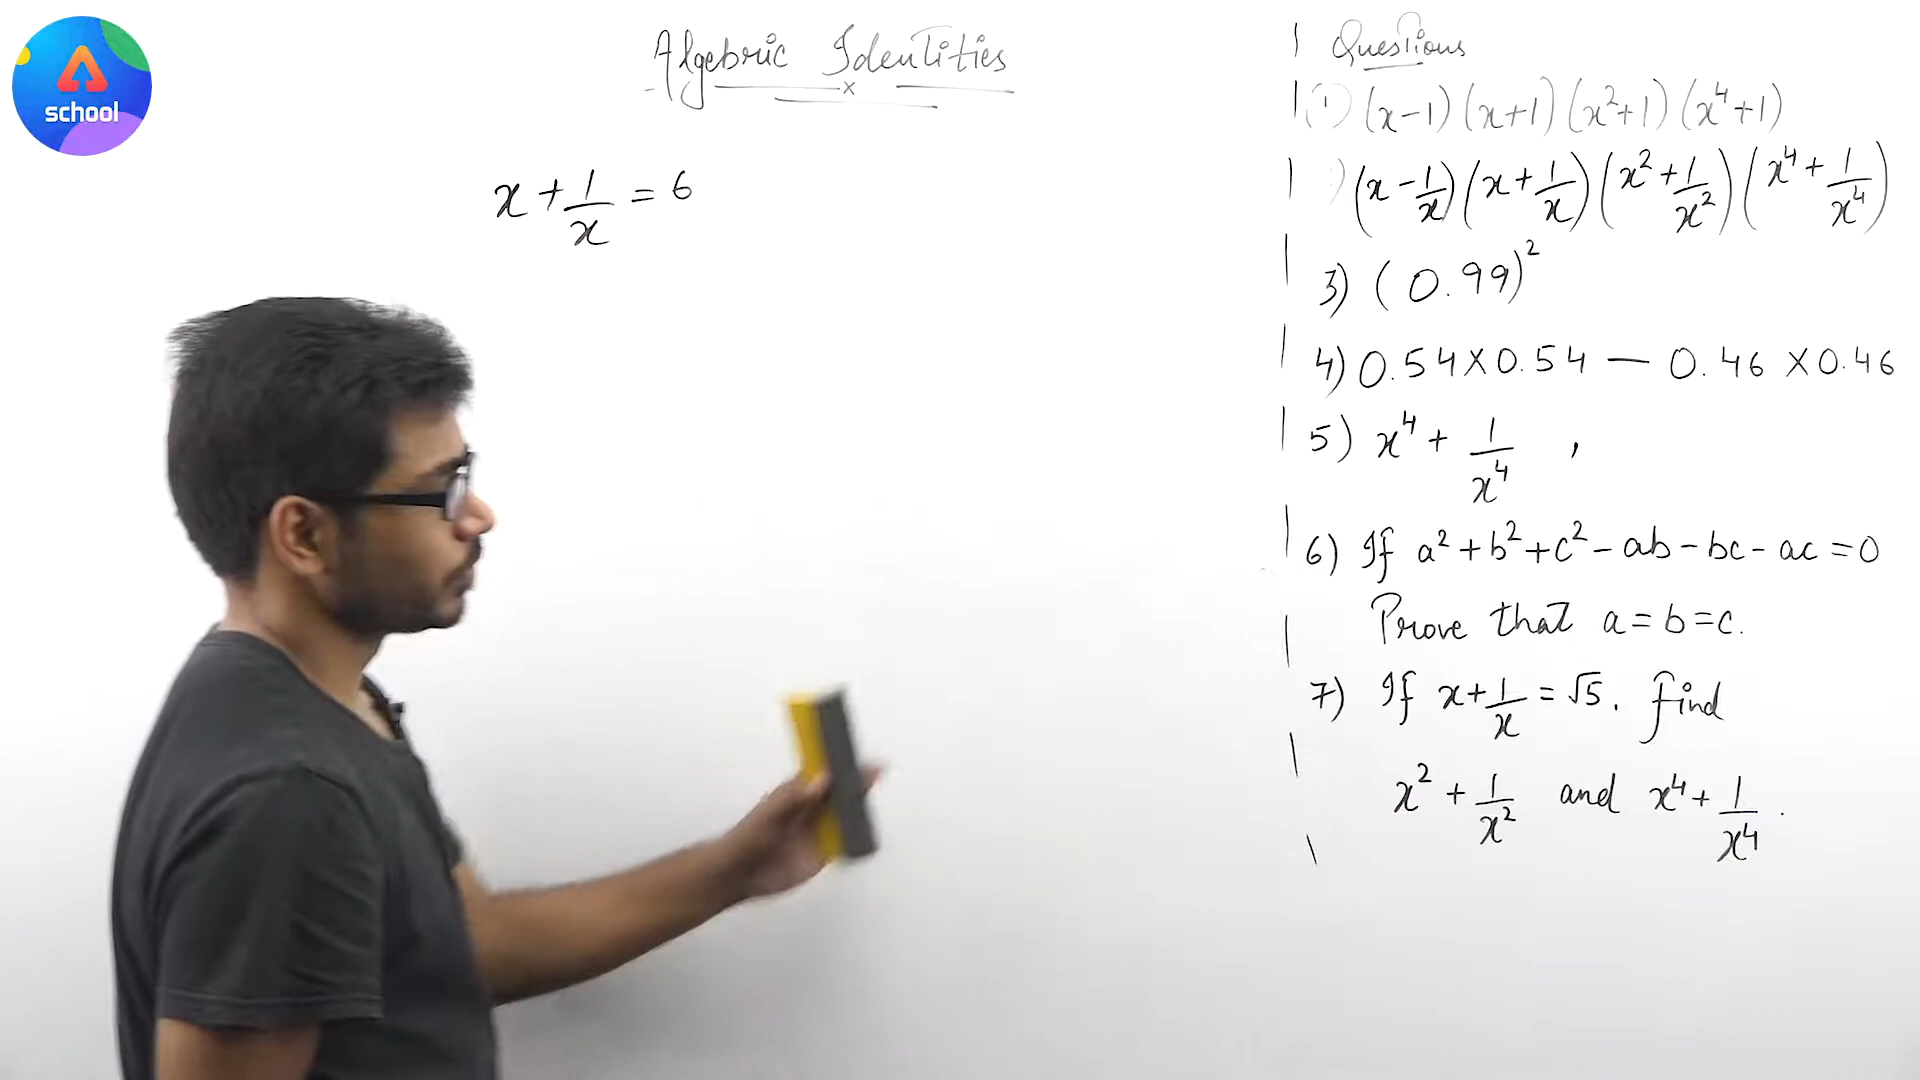 school
Algebric Identities
x + 1/x = 6
Questions
(1) (x-1) (x+1) (x²+1) (x⁴+1)
) (x - 1/x) (x + 1/x) (x² + 1/x²) (x⁴ + 1/x⁴)
3) (0.99)²
4) 0.54 × 0.54 — 0.46 × 0.46
5) x⁴ + 1/x⁴ ,
6) If a² + b² + c² - ab - bc - ac = 0
Prove that a = b = c.
7) If x + 1/x = √5. find
x² + 1/x² and x⁴ + 1/x⁴ .